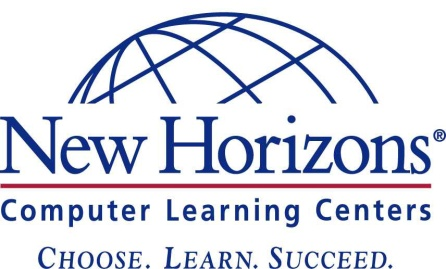 New Horizons®
Computer Learning Centers
CHOOSE. LEARN. SUCCEED.